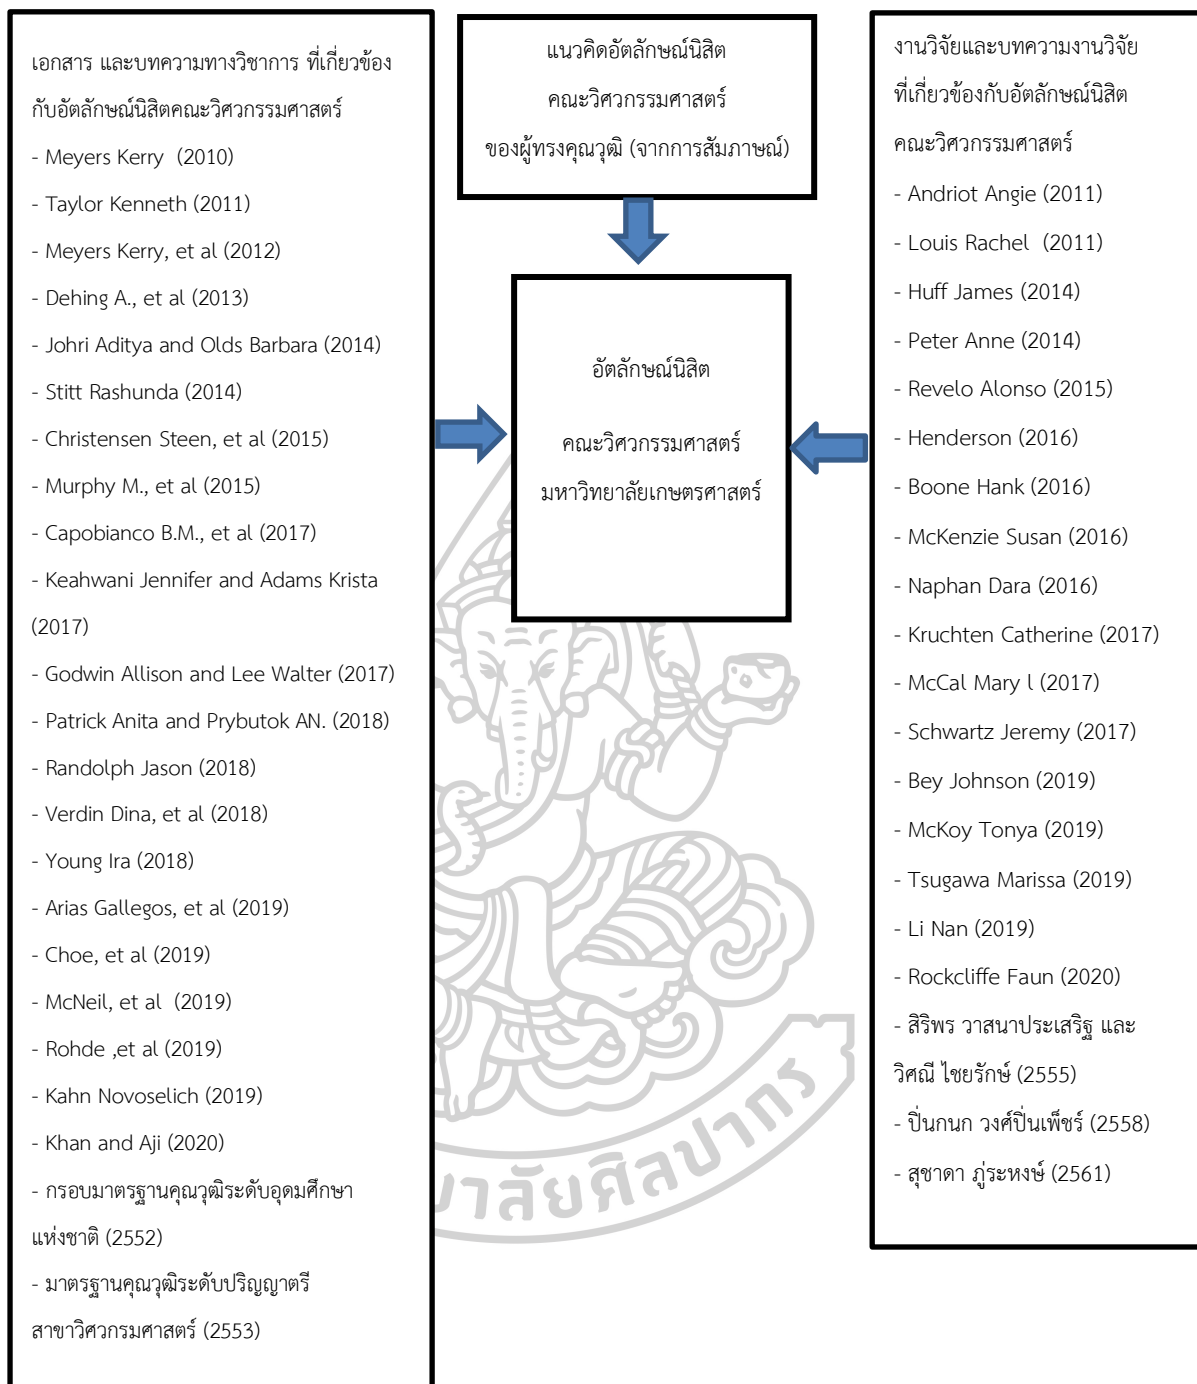 เอกสาร และบทความทางวิชาการ ที่เกี่ยวข้อง
กับอัตลักษณ์นิสิตคณะวิศวกรรมศาสตร์
- Meyers Kerry (2010)
- Taylor Kenneth (2011)
- Meyers Kerry, et al (2012)
- Dehing A., et al (2013)
- Johri Aditya and Olds Barbara (2014)
- Stitt Rashunda (2014)
- Christensen Steen, et al (2015)
- Murphy M., et al (2015)
- Capobianco B.M., et al (2017)
- Keahwani Jennifer and Adams Krista
(2017)
- Godwin Allison and Lee Walter (2017)
- Patrick Anita and Prybutok AN. (2018)
- Randolph Jason (2018)
- Verdin Dina, et al (2018)
- Young Ira (2018)
- Arias Gallegos, et al (2019)
- Choe, et al (2019)
- McNeil, et al (2019)
- Rohde ,et al (2019)
- Kahn Novoselich (2019)
- Khan and Aji (2020)
- กรอบมาตรฐานคุณวุฒิระดับอุดมศึกษา
แห่งชาติ (2552)
- มาตรฐานคุณวุฒิระดับปริญญาตรี
สาขาวิศวกรมศาสตร์ (2553)
แนวคิดอัตลักษณ์นิสิต
คณะวิศวกรรมศาสตร์
ของผู้ทรงคุณวุฒิ (จากการสัมภาษณ์)
อัตลักษณ์นิสิต
คณะวิศวกรรมศาสตร์
มหาวิทยาลัยเกษตรศาสตร์
งานวิจัยและบทความงานวิจัย
ที่เกี่ยวข้องกับอัตลักษณ์นิสิต
คณะวิศวกรรมศาสตร์
- Andriot Angie (2011)
- Louis Rachel (2011)
- Huff James (2014)
- Peter Anne (2014)
- Revelo Alonso (2015)
- Henderson (2016)
- Boone Hank (2016)
- McKenzie Susan (2016)
- Naphan Dara (2016)
- Kruchten Catherine (2017)
- McCal Mary l (2017)
- Schwartz Jeremy (2017)
- Bey Johnson (2019)
- McKoy Tonya (2019)
- Tsugawa Marissa (2019)
- Li Nan (2019)
- Rockcliffe Faun (2020)
- สิริพร วาสนาประเสริฐ และ
วิศณี ไชยรักษ์ (2555)
- ปิ่นกนก วงศ์ปิ่นเพ็ชร์ (2558)
- สุชาดา ภู่ระหงษ์ (2561)
ยาลัยศิลปากร